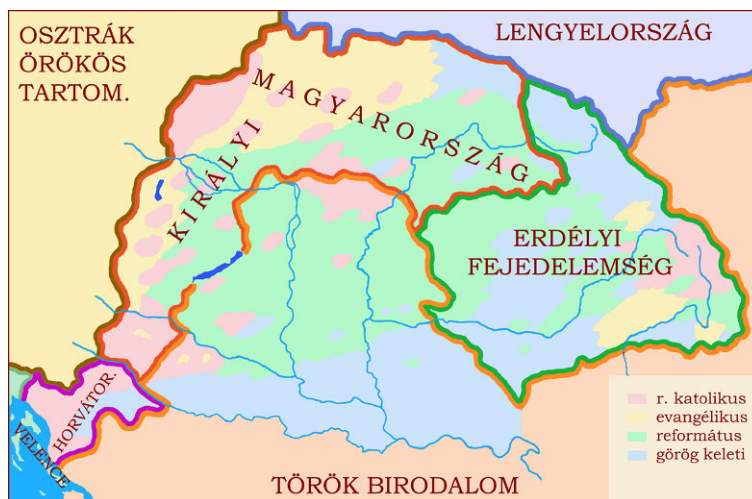 OSZTRÁK
ÖRÖKÖS
TARTOM.
LENGYELORSZÁG
KIRÁLYI
MAGYARORSZÁG
ERDÉLYI
FEJEDELEMSÉG
HORVÁTOR.
VELENCE
TÖRÖK BIRODALOM
r. katolikus
evangélikus
református
görög keleti